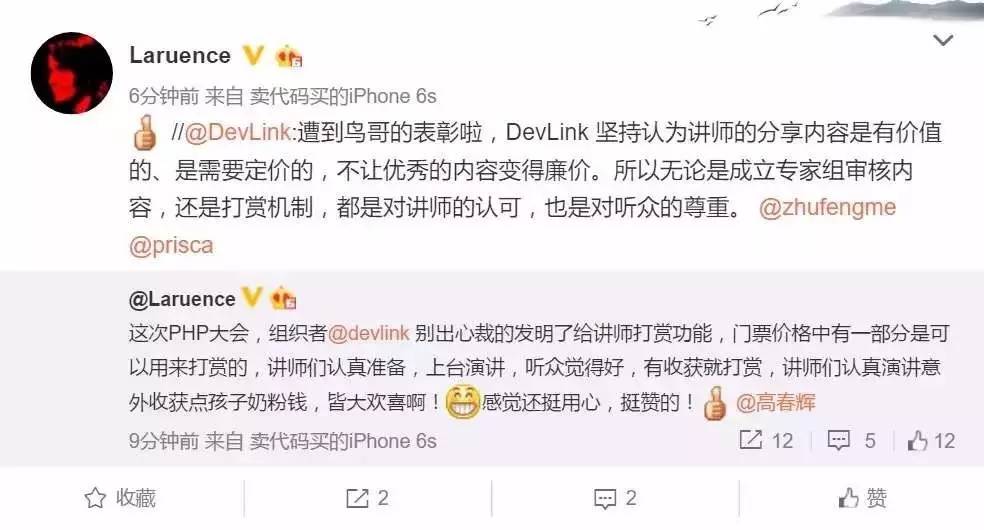 Laruence
6分钟前 来自 卖代码买的iPhone 6s
//@DevLink:遭到鸟哥的表彰啦，DevLink 坚持认为讲师的分享内容是有价值
的、是需要定价的，不让优秀的内容变得廉价。所以无论是成立专家组审核内
容，还是打赏机制，都是对讲师的认可，也是对听众的尊重。 @zhufengme
@prisca
@Laruence
这次PHP大会，组织者@devlink 别出心裁的发明了给讲师打赏功能，门票价格中有一部分是可
以用来打赏的，讲师们认真准备，上台演讲，听众觉得好，有收获就打赏，讲师们认真演讲意
外收获点孩子奶粉钱，皆大欢喜啊！感觉还挺用心，挺赞的！ @高春辉
9分钟前 来自 卖代码买的iPhone 6s 12 5 12
收藏 2 2 赞